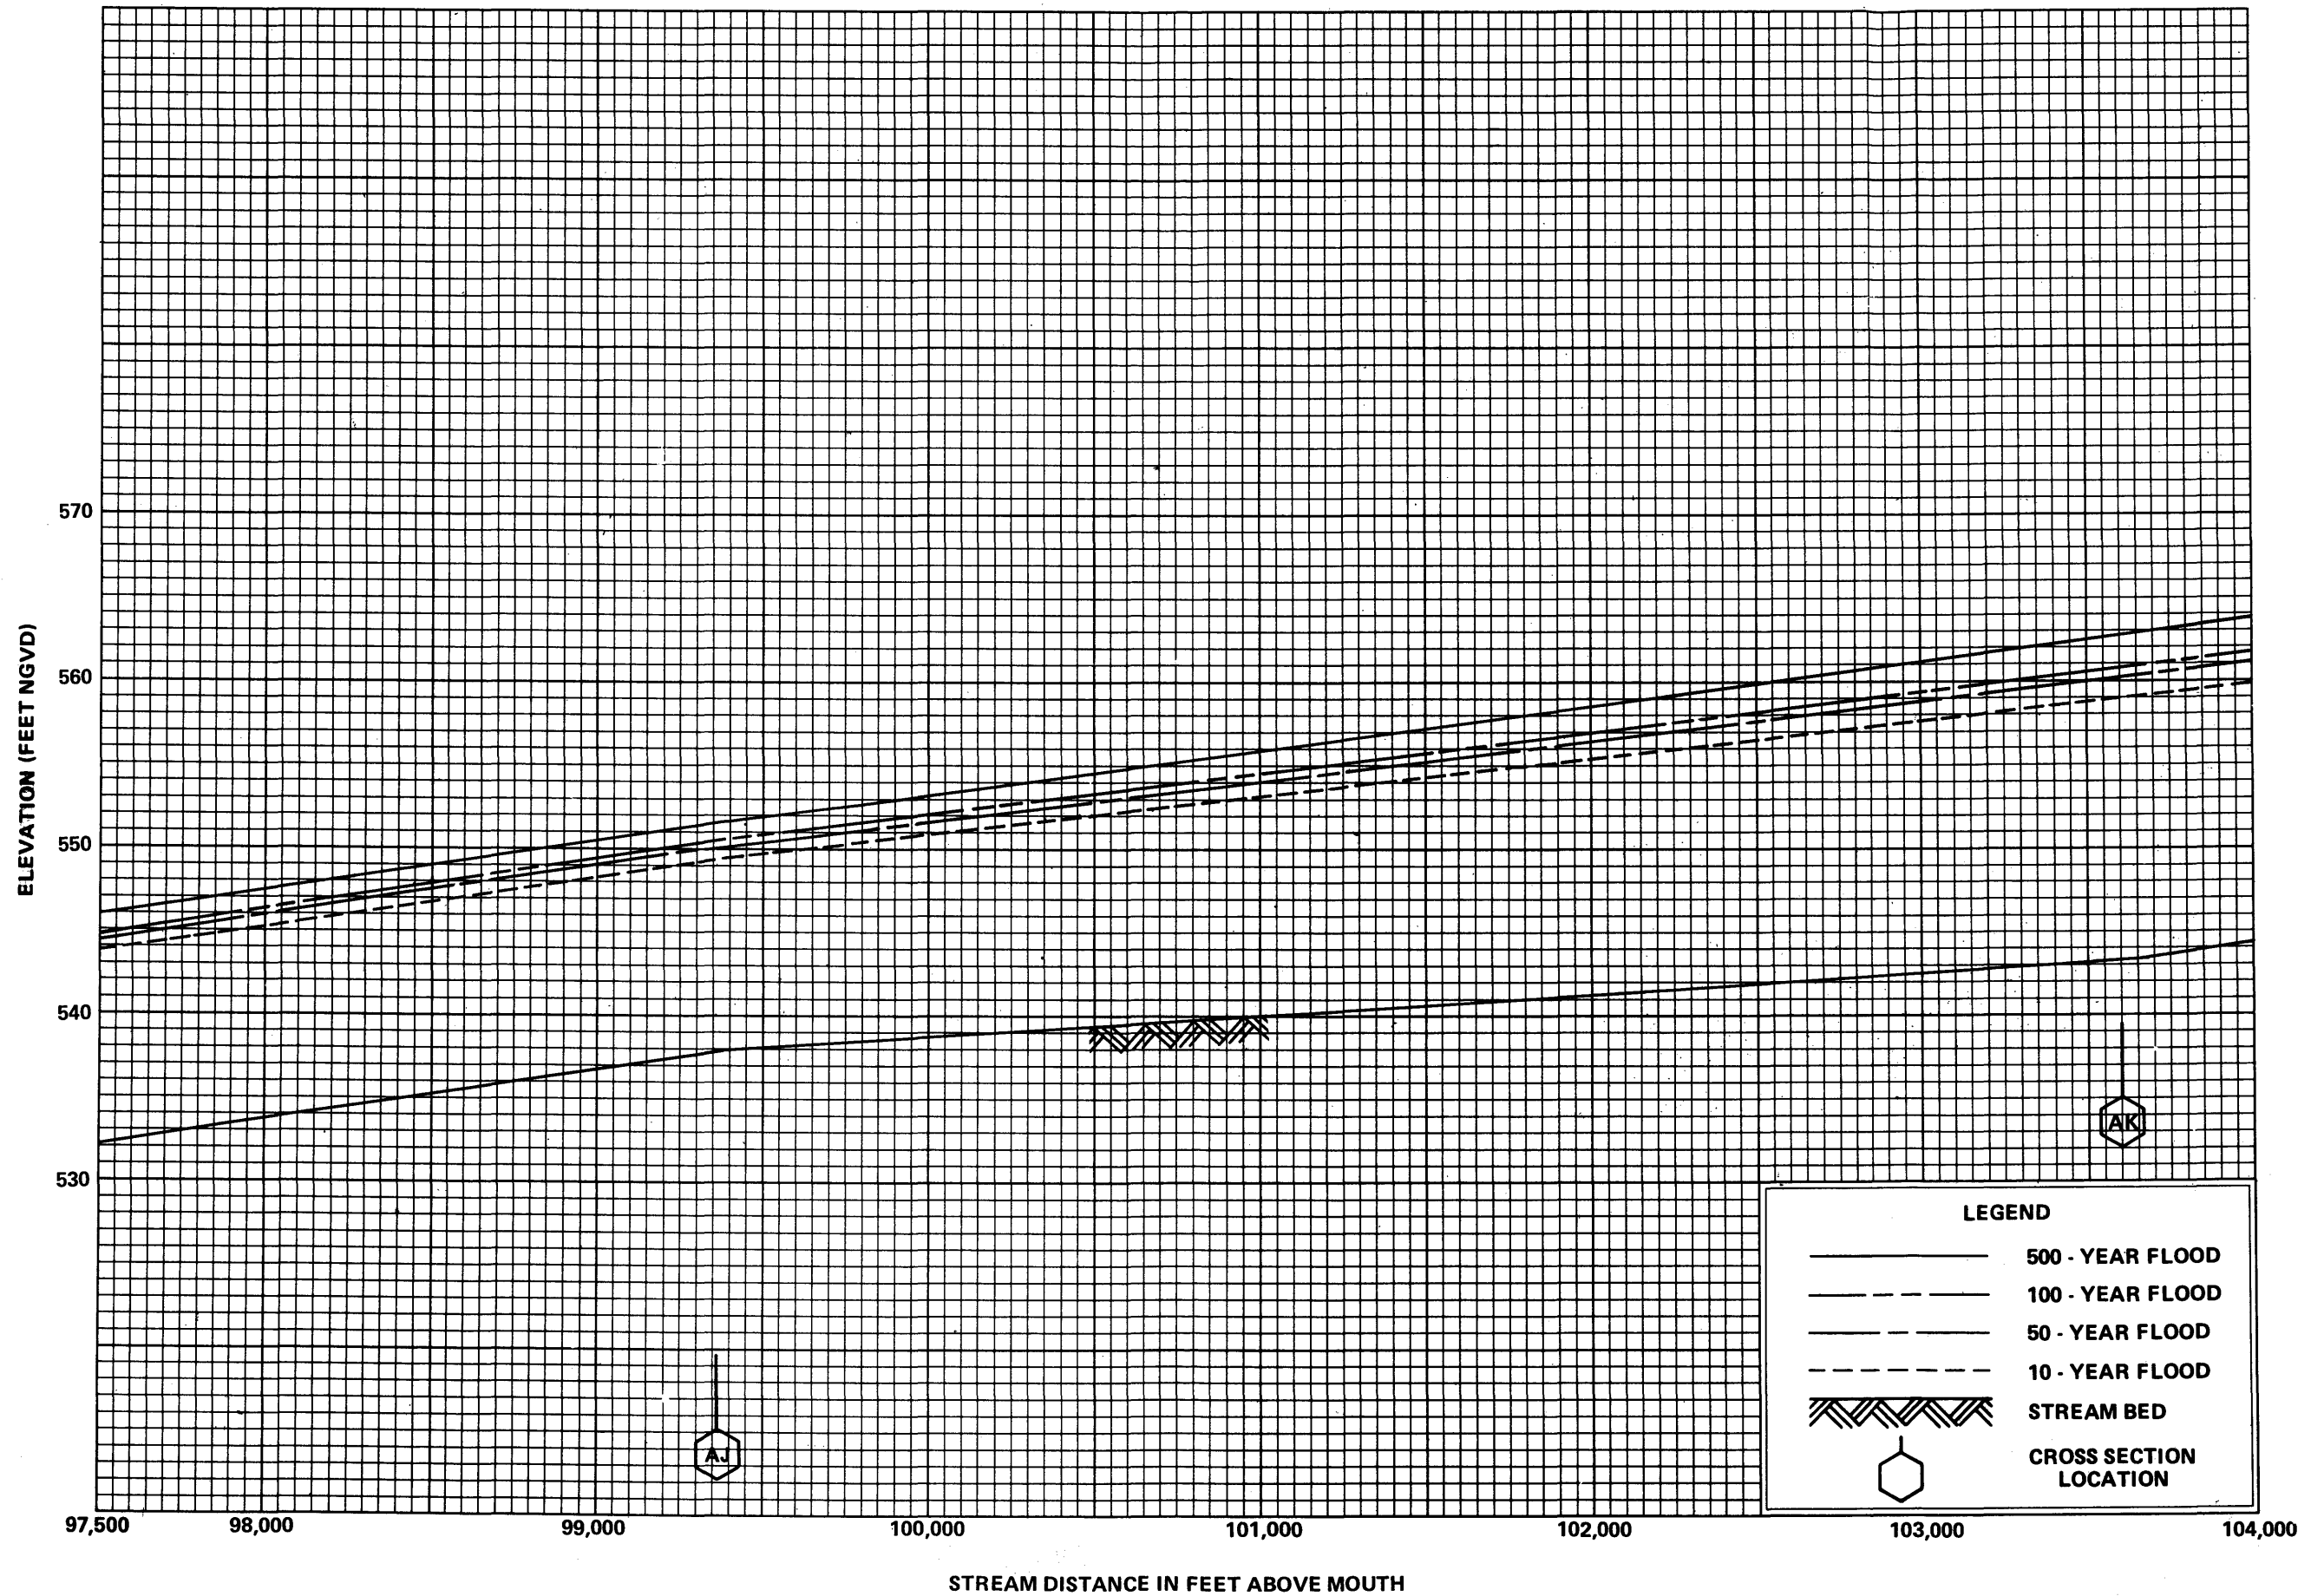 ELEVATION (FEET NGVD)
570
560
550
540
530
AJ
AK
LEGEND
500 - YEAR FLOOD
100 - YEAR FLOOD
50 - YEAR FLOOD
10 - YEAR FLOOD
STREAM BED
CROSS SECTION
LOCATION
97,500
98,000
99,000
100,000
101,000
102,000
103,000
104,000
STREAM DISTANCE IN FEET ABOVE MOUTH